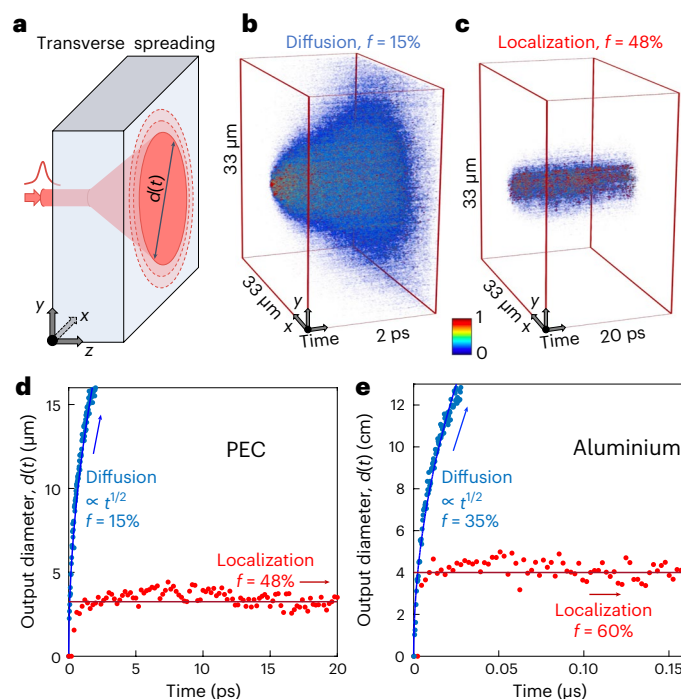 a
Transverse spreading
d(t)
y
x
z
b
Diffusion, f = 15%
33 µm
33 µm
y
x
Time
2 ps
1
0
c
Localization, f = 48%
33 µm
33 µm
y
x
Time
20 ps
d
Output diameter, d(t) (µm)
15
10
5
0
PEC
Diffusion
∝ t^1/2
f = 15%
Localization
f = 48%
0
5
10
15
20
Time (ps)
e
Output diameter, d(t) (cm)
12
10
8
6
4
2
0
Aluminium
Diffusion
∝ t^1/2
f = 35%
Localization
f = 60%
0
0.05
0.10
0.15
Time (µs)